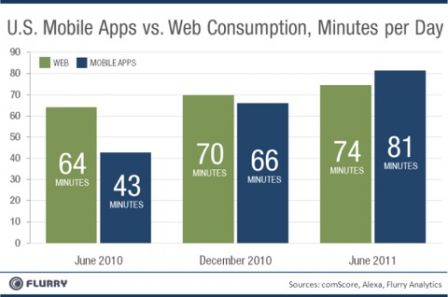 U.S. Mobile Apps vs. Web Consumption, Minutes per Day
90
80
70
60
50
40
30
20
10
0
WEB MOBILE APPS
64
MINUTES
43
MINUTES
70
MINUTES
66
MINUTES
74
MINUTES
81
MINUTES
June 2010 December 2010 June 2011
FLURRY Sources: comScore, Alexa, Flurry Analytics